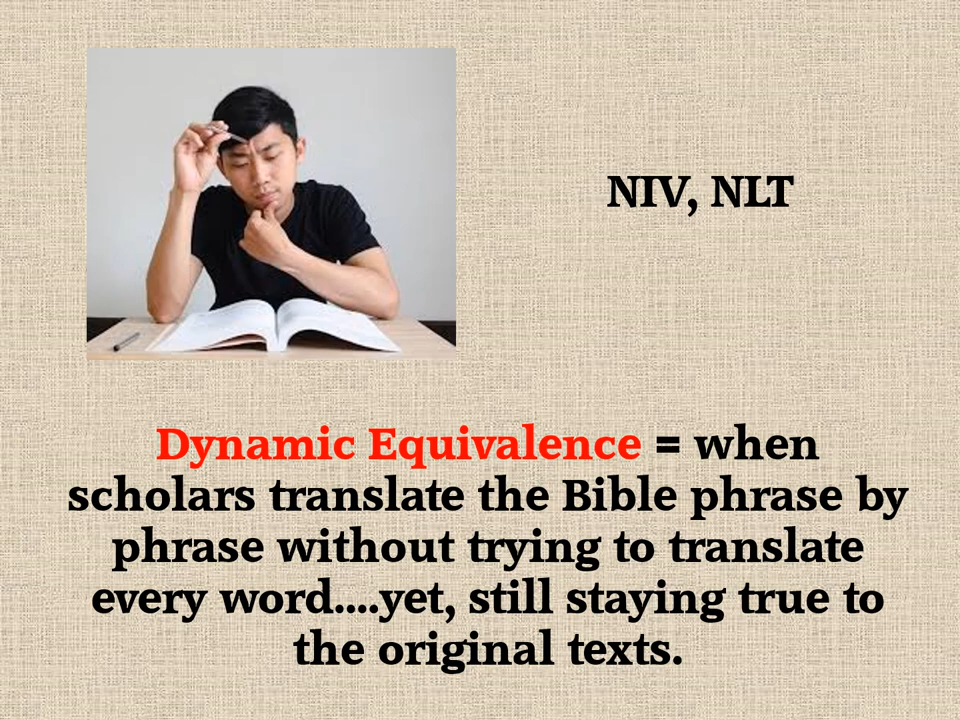 NIV, NLT
Dynamic Equivalence = when
scholars translate the Bible phrase by
phrase without trying to translate
every word....yet, still staying true to
the original texts.